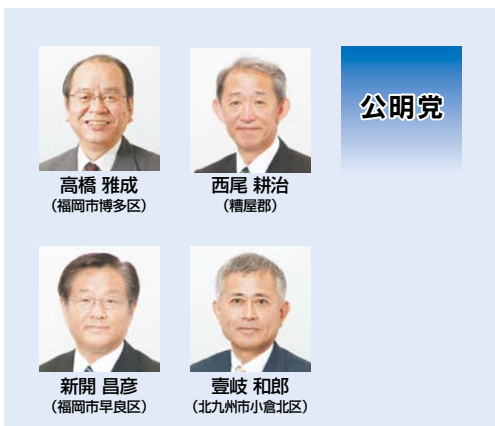 公明党
高橋 雅成
（福岡市博多区）
西尾 耕治
（糟屋郡）
新開 昌彦
（福岡市早良区）
壹岐 和郎
（北九州市小倉北区）